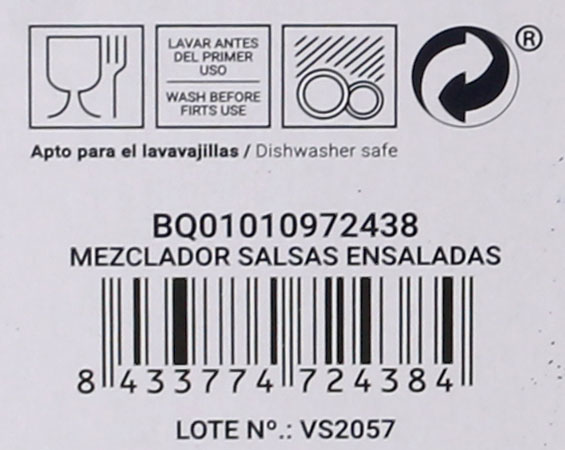 LAVAR ANTES
DEL PRIMER
USO
WASH BEFORE
FIRTS USE
®
Apto para el lavavajillas / Dishwasher safe
BQ01010972438
MEZCLADOR SALSAS ENSALADAS
8 433774 724384
LOTE Nº.: VS2057